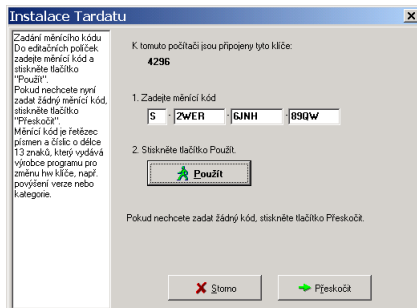 Instalace Tardatu
Zadání měnícího kódu
Do editačních políček
zadejte měnící kód a
stiskněte tlačítko
"Použít".
Pokud nechcete nyní
zadat žádný měnící kód,
stiskněte tlačítko
"Přeskočit".
Měnící kód je řetězec
písmen a číslic o délce
13 znaků, který vydává
výrobce programu pro
změnu hw klíče, např.
povýšení verze nebo
kategorie.
K tomuto počítači jsou připojeny tyto klíče:
4296
1. Zadejte měnící kód
S - 2WER - 6JNH - 89QW
2. Stiskněte tlačítko Použít.
Použít
Pokud nechcete zadat žádný kód, stiskněte tlačítko Přeskočit.
Storno Přeskočit